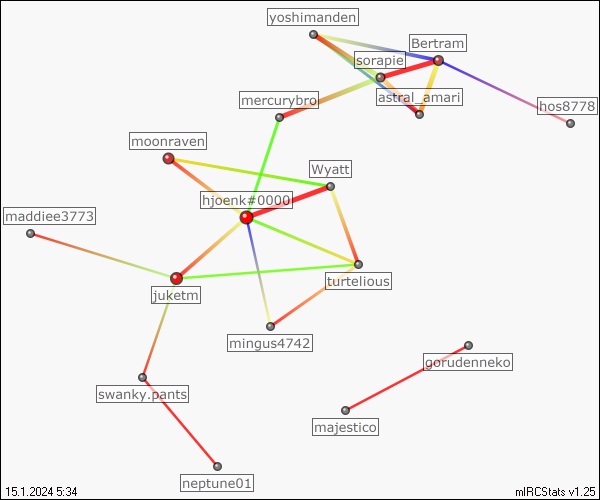 yoshimanden
Bertram
sorapie
astral_amari
mercurybro
hos8778
moonraven
Wyatt
hjoenk#0000
maddiee3773
turtelious
juketm
mingus4742
gorudenneko
swanky.pants
majestico
neptune01
15.1.2024 5:34
mIRCStats v1.25